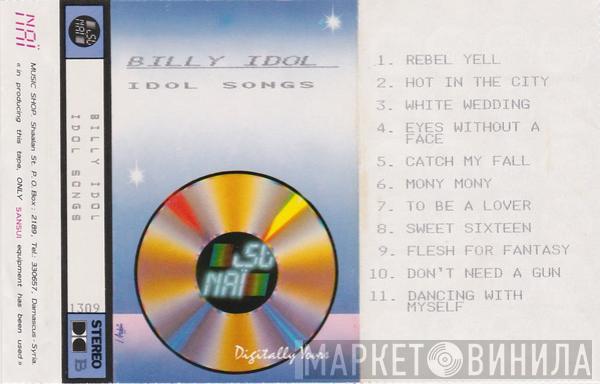 NAÏ
MUSIC SHOP. Shaalan St. P.O.Box : 2189, Tel.: 330657, Damascus - Syria.
« in producing this tape, ONLY SANSUI equipment has been used »
BILLY IDOL
IDOL SONGS
1309
STEREO
B
BILLY IDOL
IDOL SONGS
NAÏ
Digitally Yours
1. REBEL YELL
2. HOT IN THE CITY
3. WHITE WEDDING
4. EYES WITHOUT A
FACE
5. CATCH MY FALL
6. MONY MONY
7. TO BE A LOVER
8. SWEET SIXTEEN
9. FLESH FOR FANTASY
10. DON'T NEED A GUN
11. DANCING WITH
MYSELF
МАРКЕТ ВИНИЛА